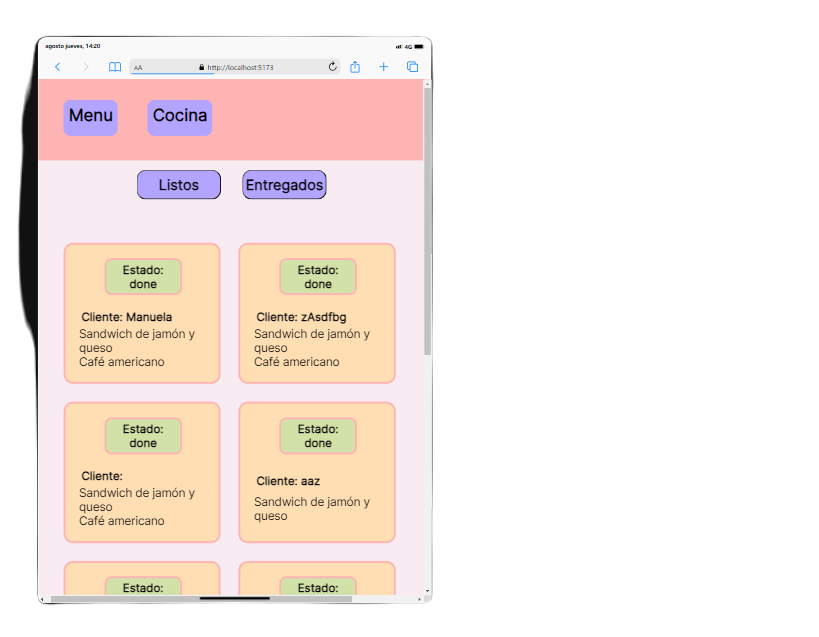 agosto jueves, 14:20
4G
AA
http://localhost:5173
Menu
Cocina
Listos
Entregados
Estado:
done
Cliente: Manuela
Sandwich de jamón y
queso
Café americano
Estado:
done
Cliente: zAsdfbg
Sandwich de jamón y
queso
Café americano
Estado:
done
Cliente:
Sandwich de jamón y
queso
Café americano
Estado:
done
Cliente: aaz
Sandwich de jamón y
queso
Estado:
Estado: